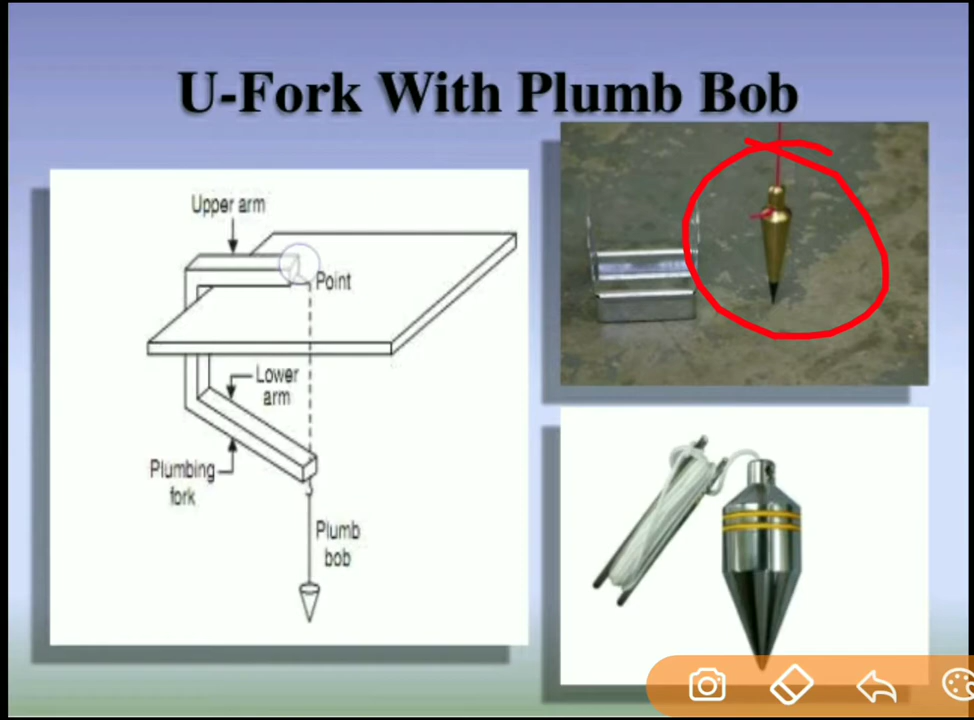 U-Fork With Plumb Bob
Upper arm
Point
Lower
arm
Plumbing
fork
Plumb
bob